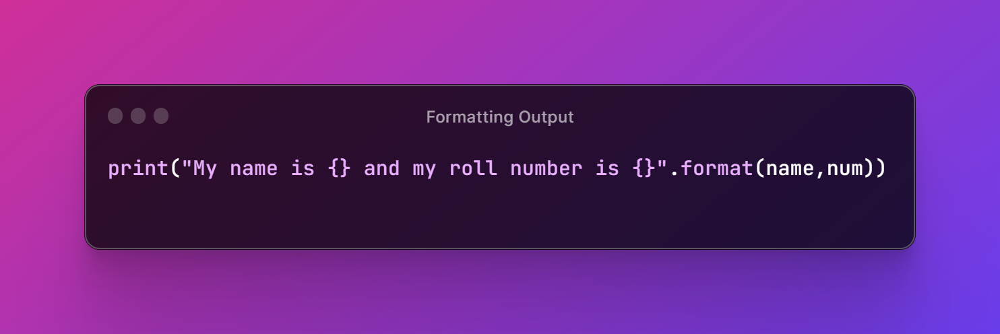 Formatting Output
print("My name is {} and my roll number is {}".format(name,num))